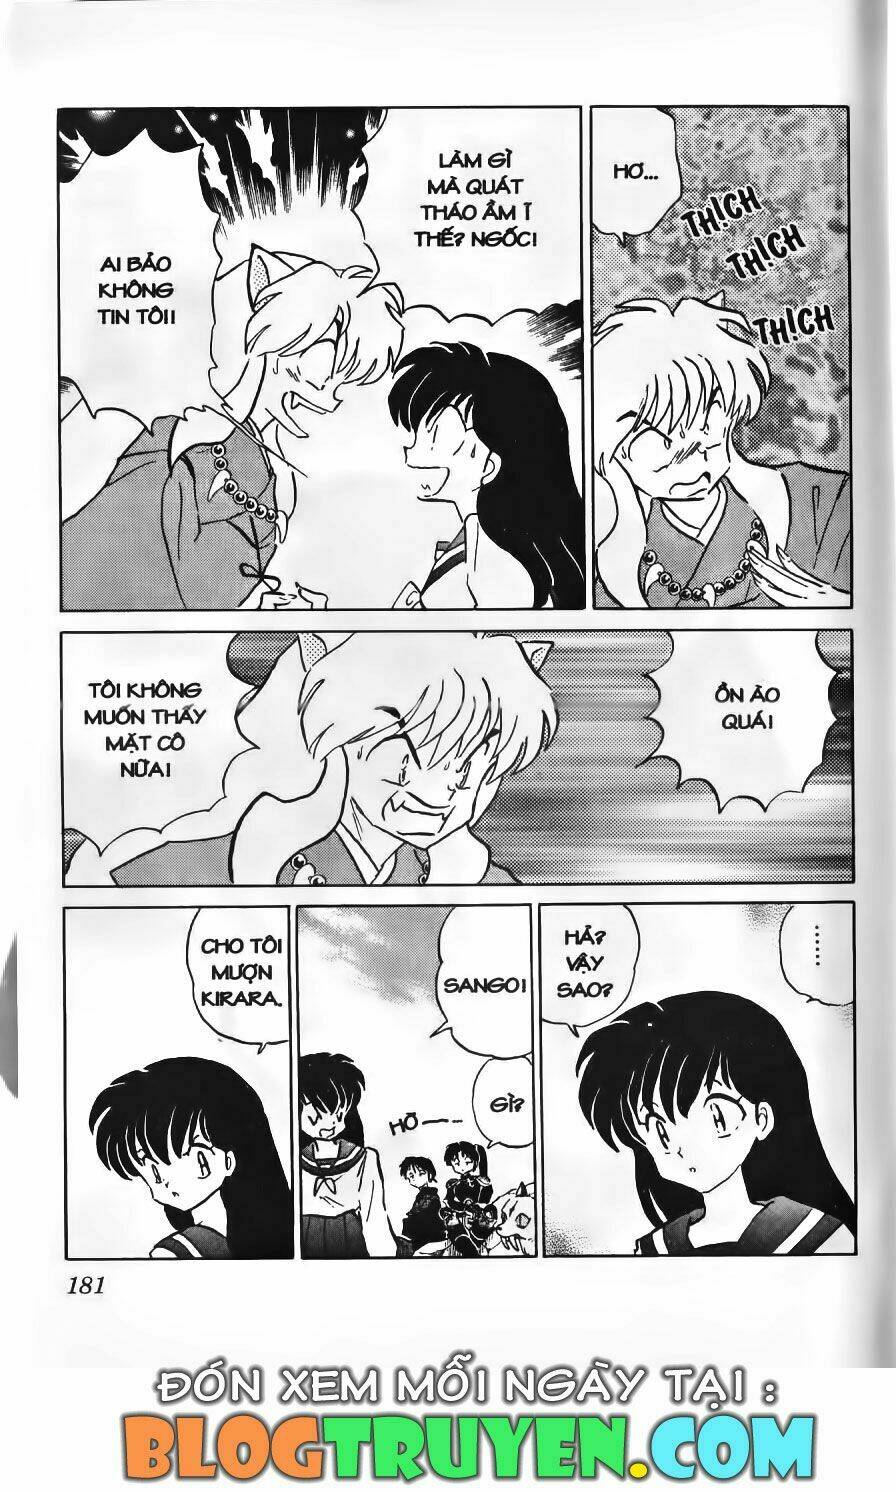 HƠ...
THỊCH
THỊCH
THỊCH
LÀM GÌ
MÀ QUÁT
THÁO ẦM Ĩ
THẾ? NGỐC!
AI BẢO
KHÔNG
TIN TÔI!
ỒN ÀO
QUÁ!
TÔI KHÔNG
MUỐN THẤY
MẶT CÔ
NỮA!
......
HẢ?
VẬY
SAO?
SANGO!
GÌ?
HỜ—--
CHO TÔI
MƯỢN
KIRARA.
181
ĐÓN XEM MỖI NGÀY TẠI :
BLOGTRUYEN.COM